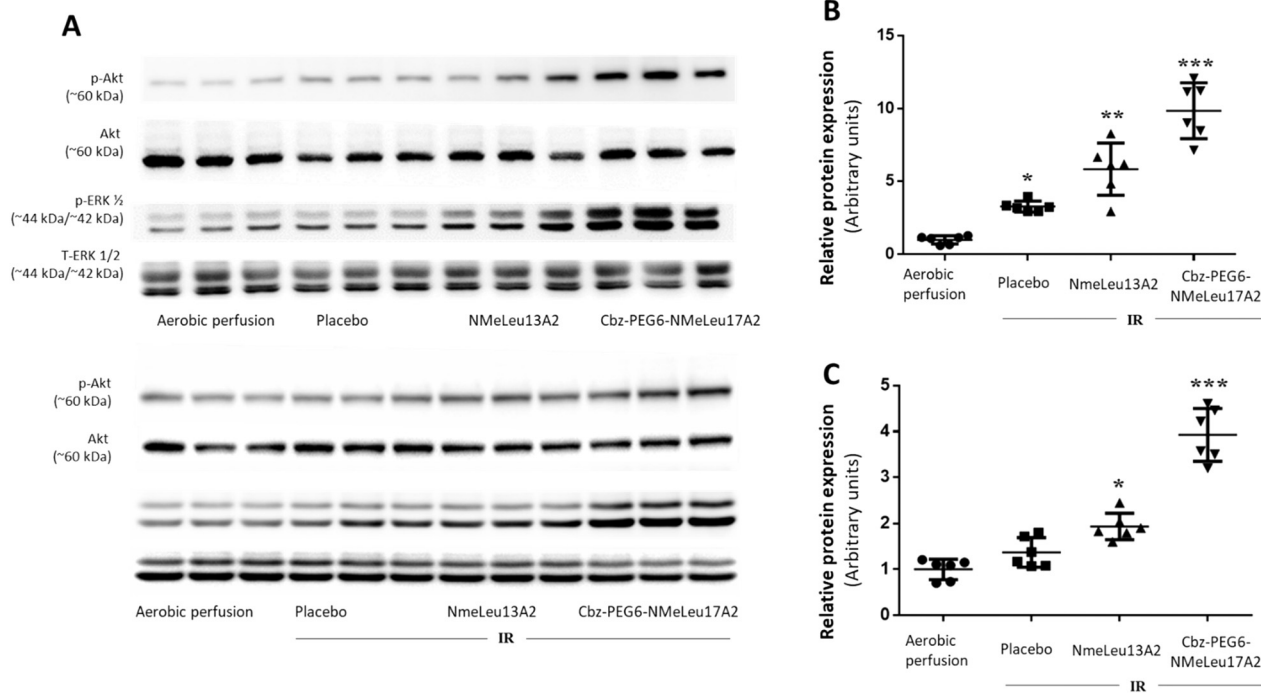 A
p-Akt
(~60 kDa)
Akt
(~60 kDa)
p-ERK ½
(~44 kDa/~42 kDa)
T-ERK 1/2
(~44 kDa/~42 kDa)
Aerobic perfusion Placebo NMeLeu13A2 Cbz-PEG6-NMeLeu17A2
p-Akt
(~60 kDa)
Akt
(~60 kDa)
Aerobic perfusion Placebo NmeLeu13A2 Cbz-PEG6-NMeLeu17A2
IR
B
Relative protein expression
(Arbitrary units)
15
10
5
0
*
**
***
Aerobic
perfusion
Placebo
NmeLeu13A2
Cbz-PEG6-
NMeLeu17A2
IR
C
Relative protein expression
(Arbitrary units)
5
4
3
2
1
0
*
***
Aerobic
perfusion
Placebo
NmeLeu13A2
Cbz-PEG6-
NMeLeu17A2
IR